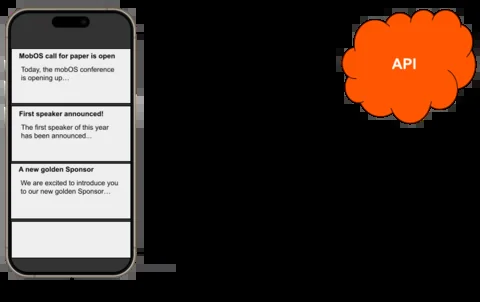 MobOS call for paper is open
Today, the mobOS conference
is opening up...
First speaker announced!
The first speaker of this year
has been announced...
A new golden Sponsor
We are excited to introduce you
to our new golden Sponsor...
API